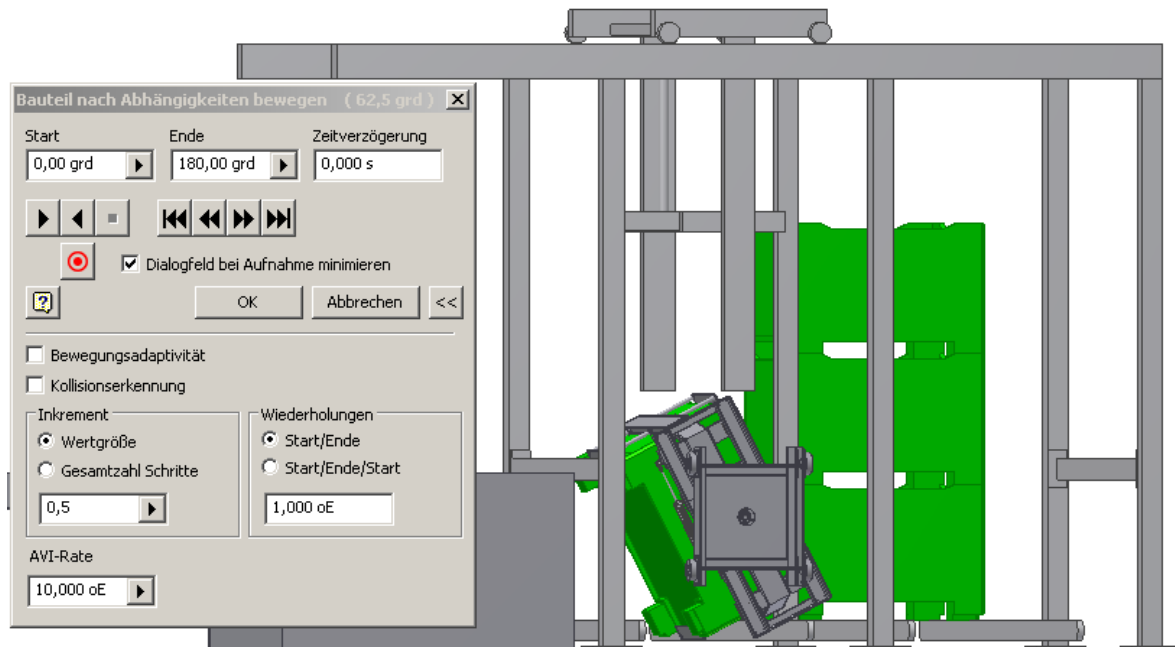 Bauteil nach Abhängigkeiten bewegen ( 62,5 grd )
Start Ende Zeitverzögerung
0,00 grd 180,00 grd 0,000 s
Dialogfeld bei Aufnahme minimieren
OK Abbrechen <<
Bewegungsadaptivität
Kollisionserkennung
Inkrement Wiederholungen
Wertgröße Start/Ende
Gesamtzahl Schritte Start/Ende/Start
0,5 1,000 oE
AVI-Rate
10,000 oE